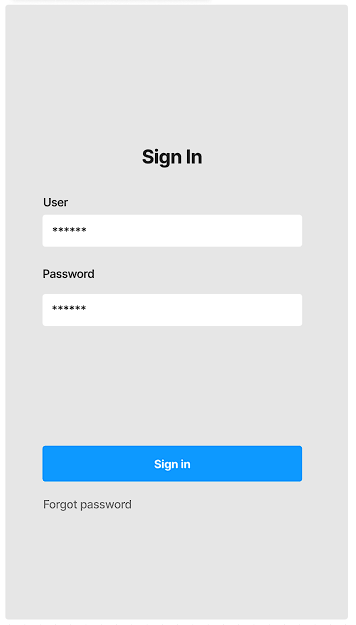 Sign In
User
******
Password
******
Sign in
Forgot password